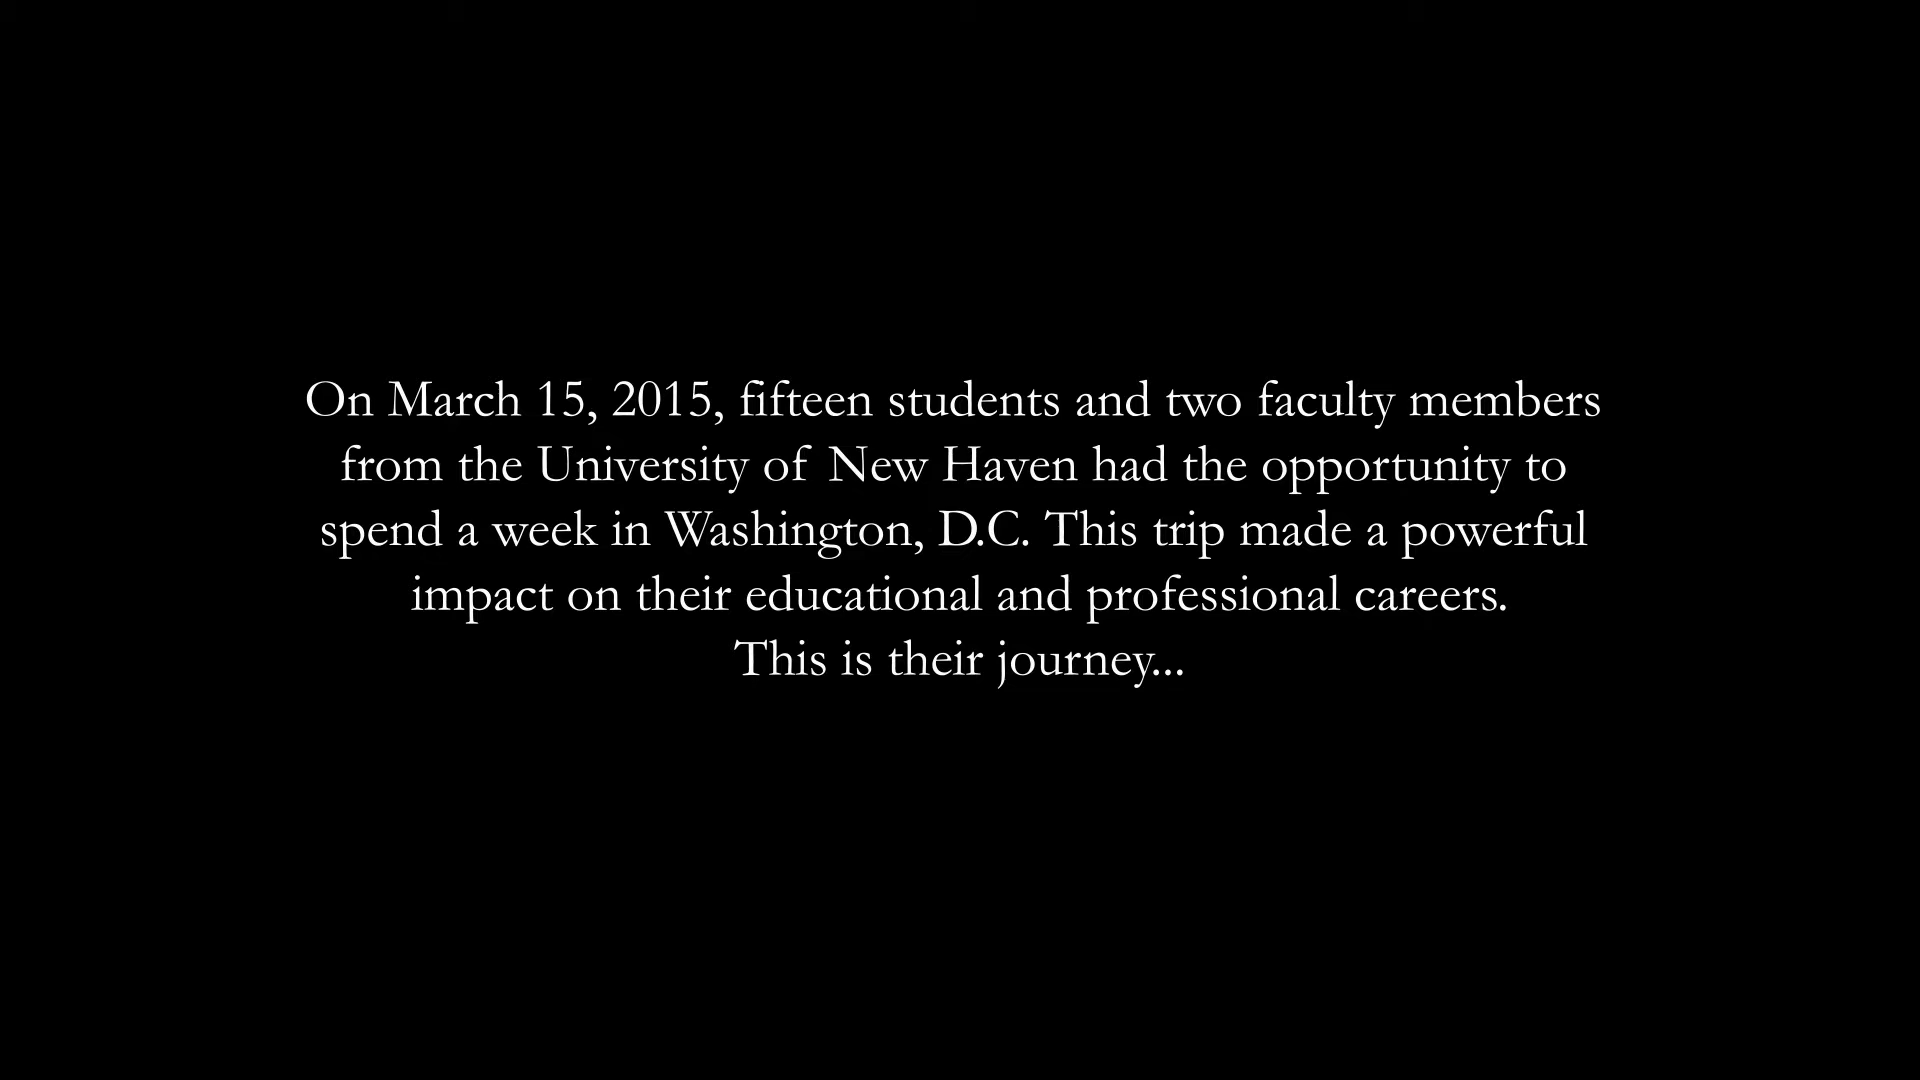 On March 15, 2015, fifteen students and two faculty members
from the University of New Haven had the opportunity to
spend a week in Washington, D.C. This trip made a powerful
impact on their educational and professional careers.
This is their journey...